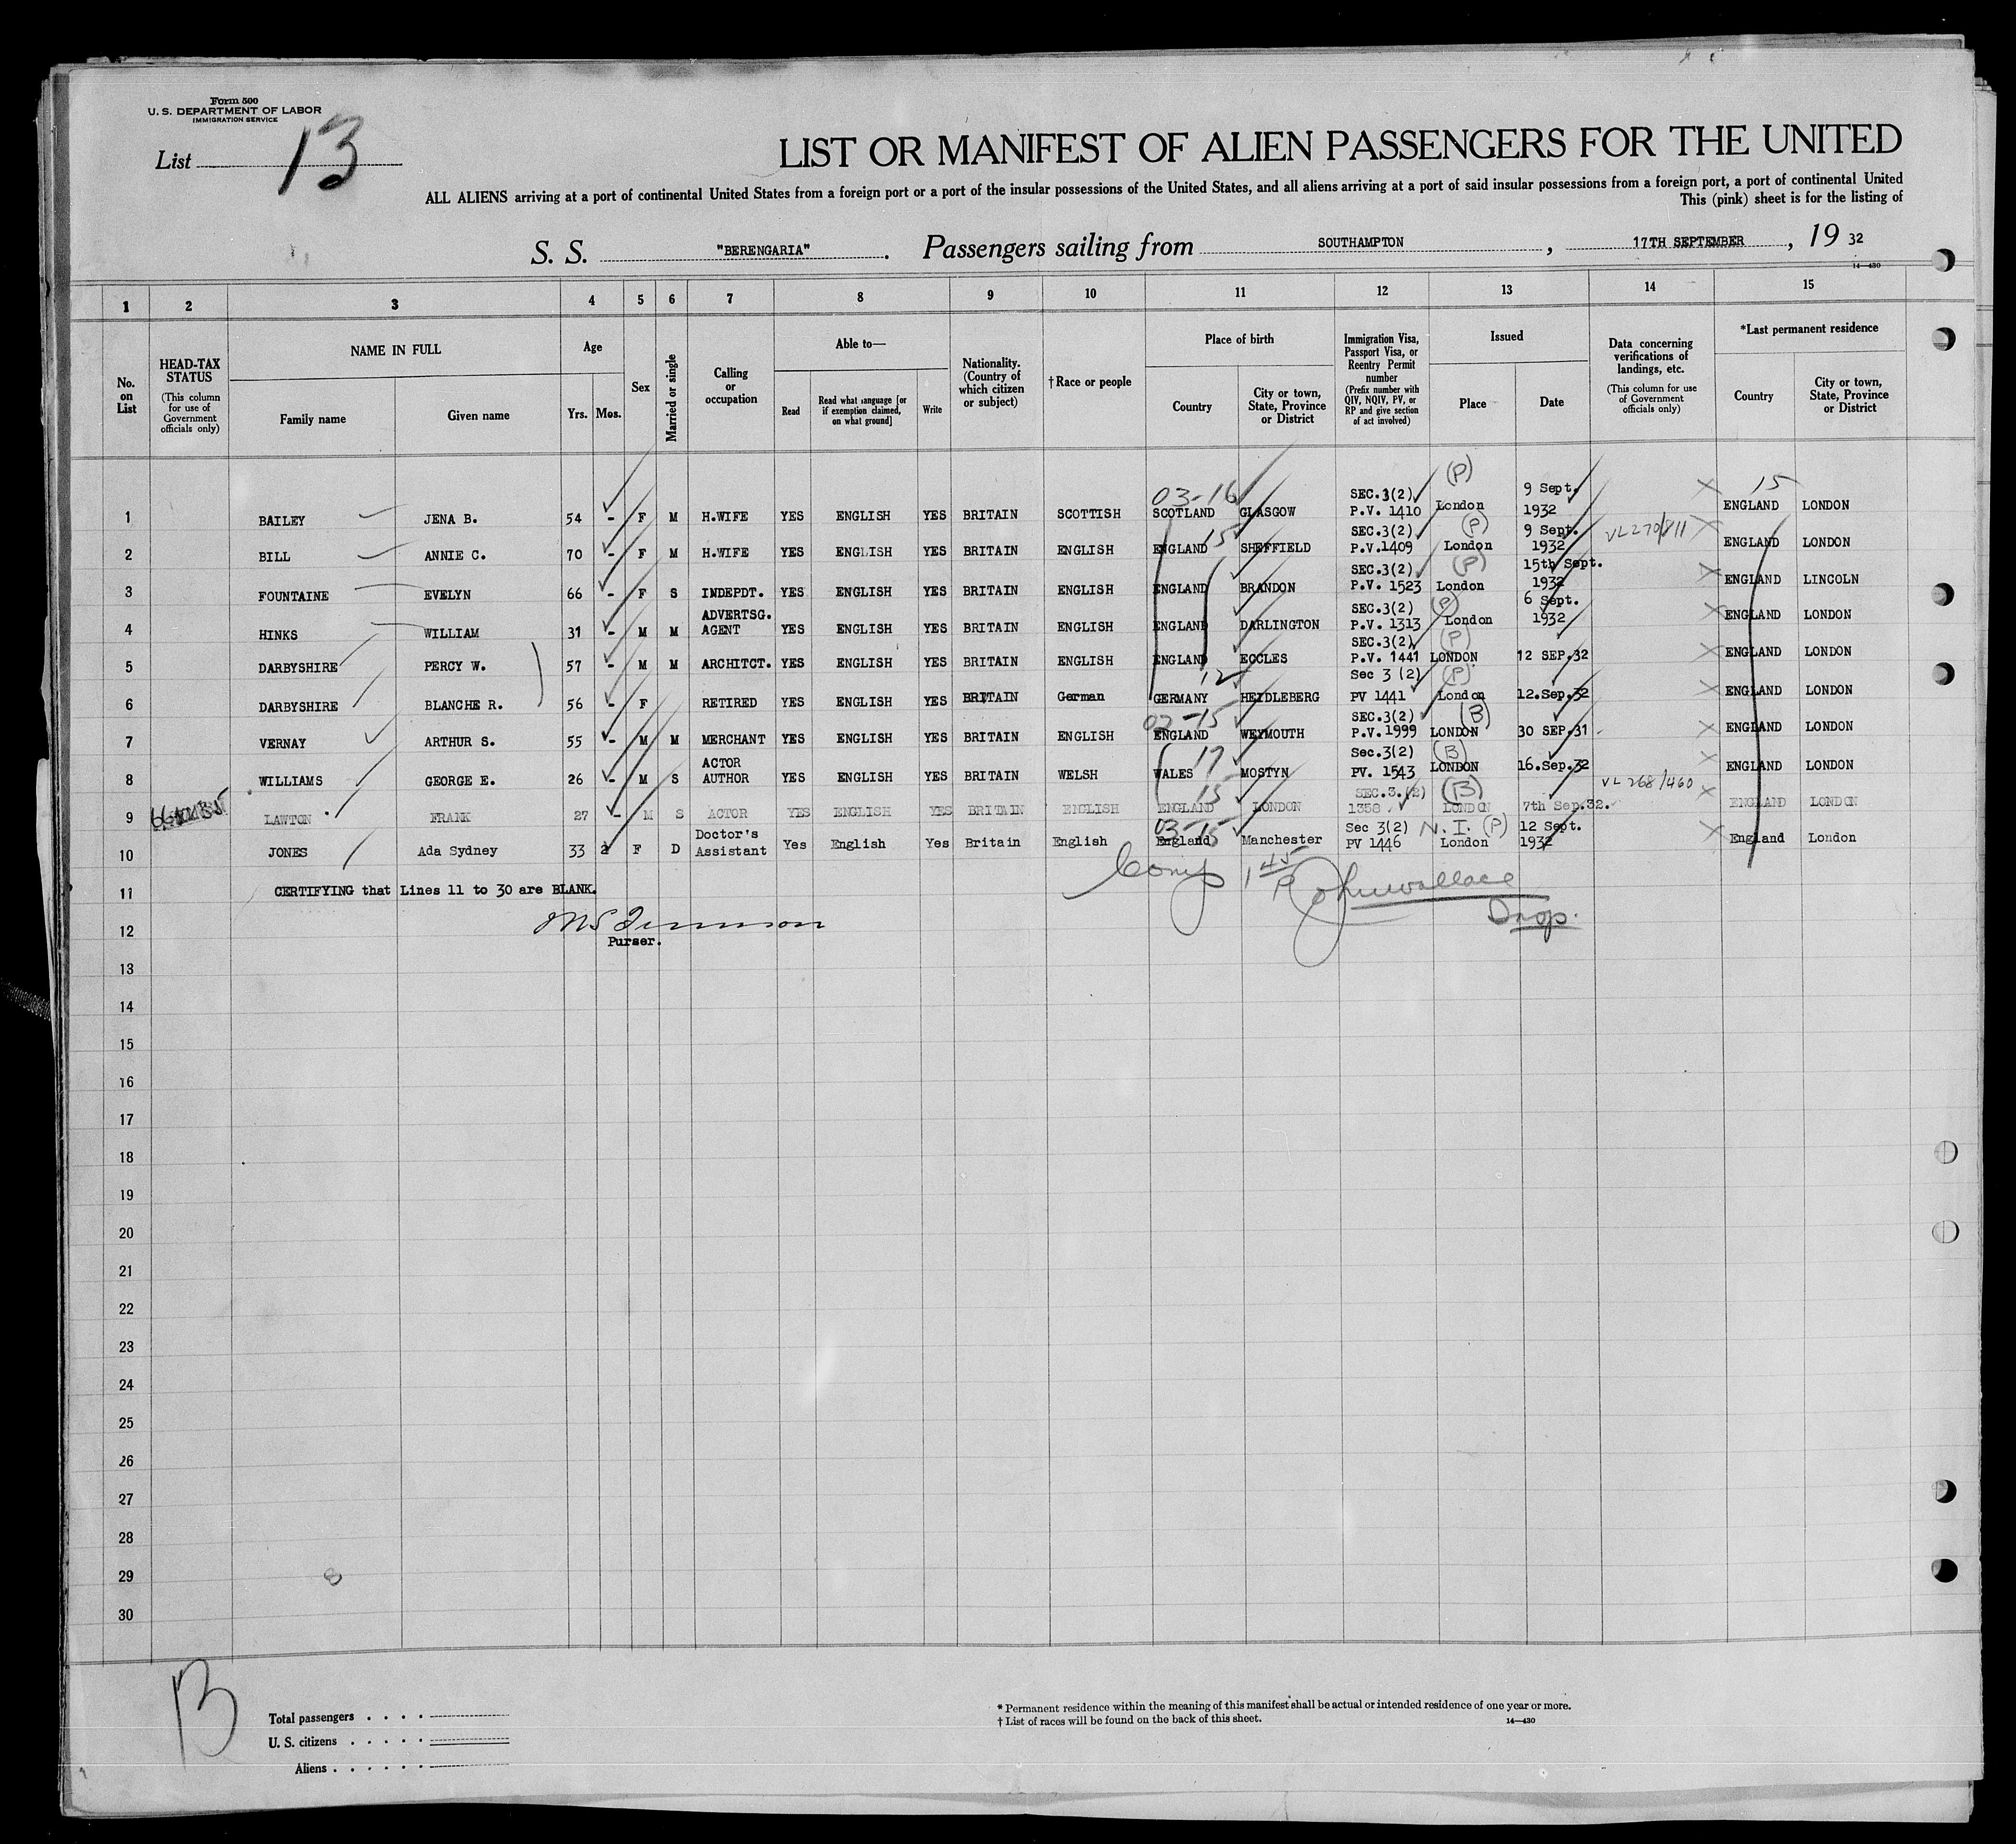 Form 500
U. S. DEPARTMENT OF LABOR
IMMIGRATION SERVICE
List 13
LIST OR MANIFEST OF ALIEN PASSENGERS FOR THE UNITED
ALL ALIENS arriving at a port of continental United States from a foreign port or a port of the insular possessions of the United States, and all aliens arriving at a port of said insular possessions from a foreign port, a port of continental United
This (pink) sheet is for the listing of
S. S. "BERENGARIA". Passengers sailing from SOUTHAMPTON, 17TH SEPTEMBER, 19 32
14—430
1 2 3 4 5 6 7 8 9 10 11 12 13 14 15
No. on List
HEAD-TAX STATUS (This column for use of Government officials only)
NAME IN FULL Family name Given name
Age Yrs. Mos.
Sex
Married or single
Calling or occupation
Able to— Read Read what language [or if exemption claimed, on what ground] Write
Nationality. (Country of which citizen or subject)
† Race or people
Place of birth Country City or town, State, Province or District
Immigration Visa, Passport Visa, or Reentry Permit number (Prefix number with QIV, NQIV, PV, or RP and give section of act involved)
Issued Place Date
Data concerning verifications of landings, etc. (This column for use of Government officials only)
*Last permanent residence Country City or town, State, Province or District
03-16 (P) 15
1 BAILEY JENA B. 54 - F M H.WIFE YES ENGLISH YES BRITAIN SCOTTISH SCOTLAND GLASGOW SEC.3(2) P.V. 1410 London 9 Sept. 1932 ENGLAND LONDON
2 BILL ANNIE C. 70 - F M H.WIFE YES ENGLISH YES BRITAIN ENGLISH ENGLAND 15 SHEFFIELD SEC.3(2) P.V.1409 (P) London 9 Sept. 1932 VL 270/811 ENGLAND LONDON
3 FOUNTAINE EVELYN 66 - F S INDEPDT. YES ENGLISH YES BRITAIN ENGLISH ENGLAND BRANDON SEC.3(2) P.V. 1523 (P) London 15th Sept. 1932 ENGLAND LINCOLN
4 HINKS WILLIAM 31 - M M ADVERTSG. AGENT YES ENGLISH YES BRITAIN ENGLISH ENGLAND DARLINGTON SEC.3(2) P.V. 1313 (P) London 6 Sept. 1932 ENGLAND LONDON
5 DARBYSHIRE PERCY W. 57 - M M ARCHITCT. YES ENGLISH YES BRITAIN ENGLISH ENGLAND ECCLES SEC.3(2) P.V. 1441 (P) LONDON 12 SEP.32 ENGLAND LONDON
6 DARBYSHIRE BLANCHE R. 56 - F RETIRED YES ENGLISH YES BRITAIN German GERMANY 12 HEIDLEBERG Sec 3 (2) PV 1441 (P) London 12.Sep.32 ENGLAND LONDON
7 VERNAY ARTHUR S. 55 - M M MERCHANT YES ENGLISH YES BRITAIN ENGLISH ENGLAND WEYMOUTH SEC.3(2) P.V.1999 (B) LONDON 30 SEP.31 ENGLAND LONDON
8 WILLIAMS GEORGE E. 26 - M S ACTOR AUTHOR YES ENGLISH YES BRITAIN WELSH WALES 17 MOSTYN Sec.3(2) PV. 1543 (B) LONDON 16.Sep.32 ENGLAND LONDON
9 LAWTON FRANK 27 - M S ACTOR YES ENGLISH YES BRITAIN ENGLISH ENGLAND 15 LONDON SEC.3.(2) 1358 (B) LONDON 7th Sep.32. VL 268/460 ENGLAND LONDON
10 JONES Ada Sydney 33 F D Doctor's Assistant Yes English Yes Britain English 03-15 England Manchester Sec 3(2) PV 1446 N.I. (P) London 12 Sept. 1932 England London
11 CERTIFYING that Lines 11 to 30 are BLANK.
12 Purser.
13
14
15
16
17
18
19
20
21
22
23
24
25
26
27
28
29
30
Total passengers
U. S. citizens
Aliens
* Permanent residence within the meaning of this manifest shall be actual or intended residence of one year or more.
† List of races will be found on the back of this sheet.
14—430